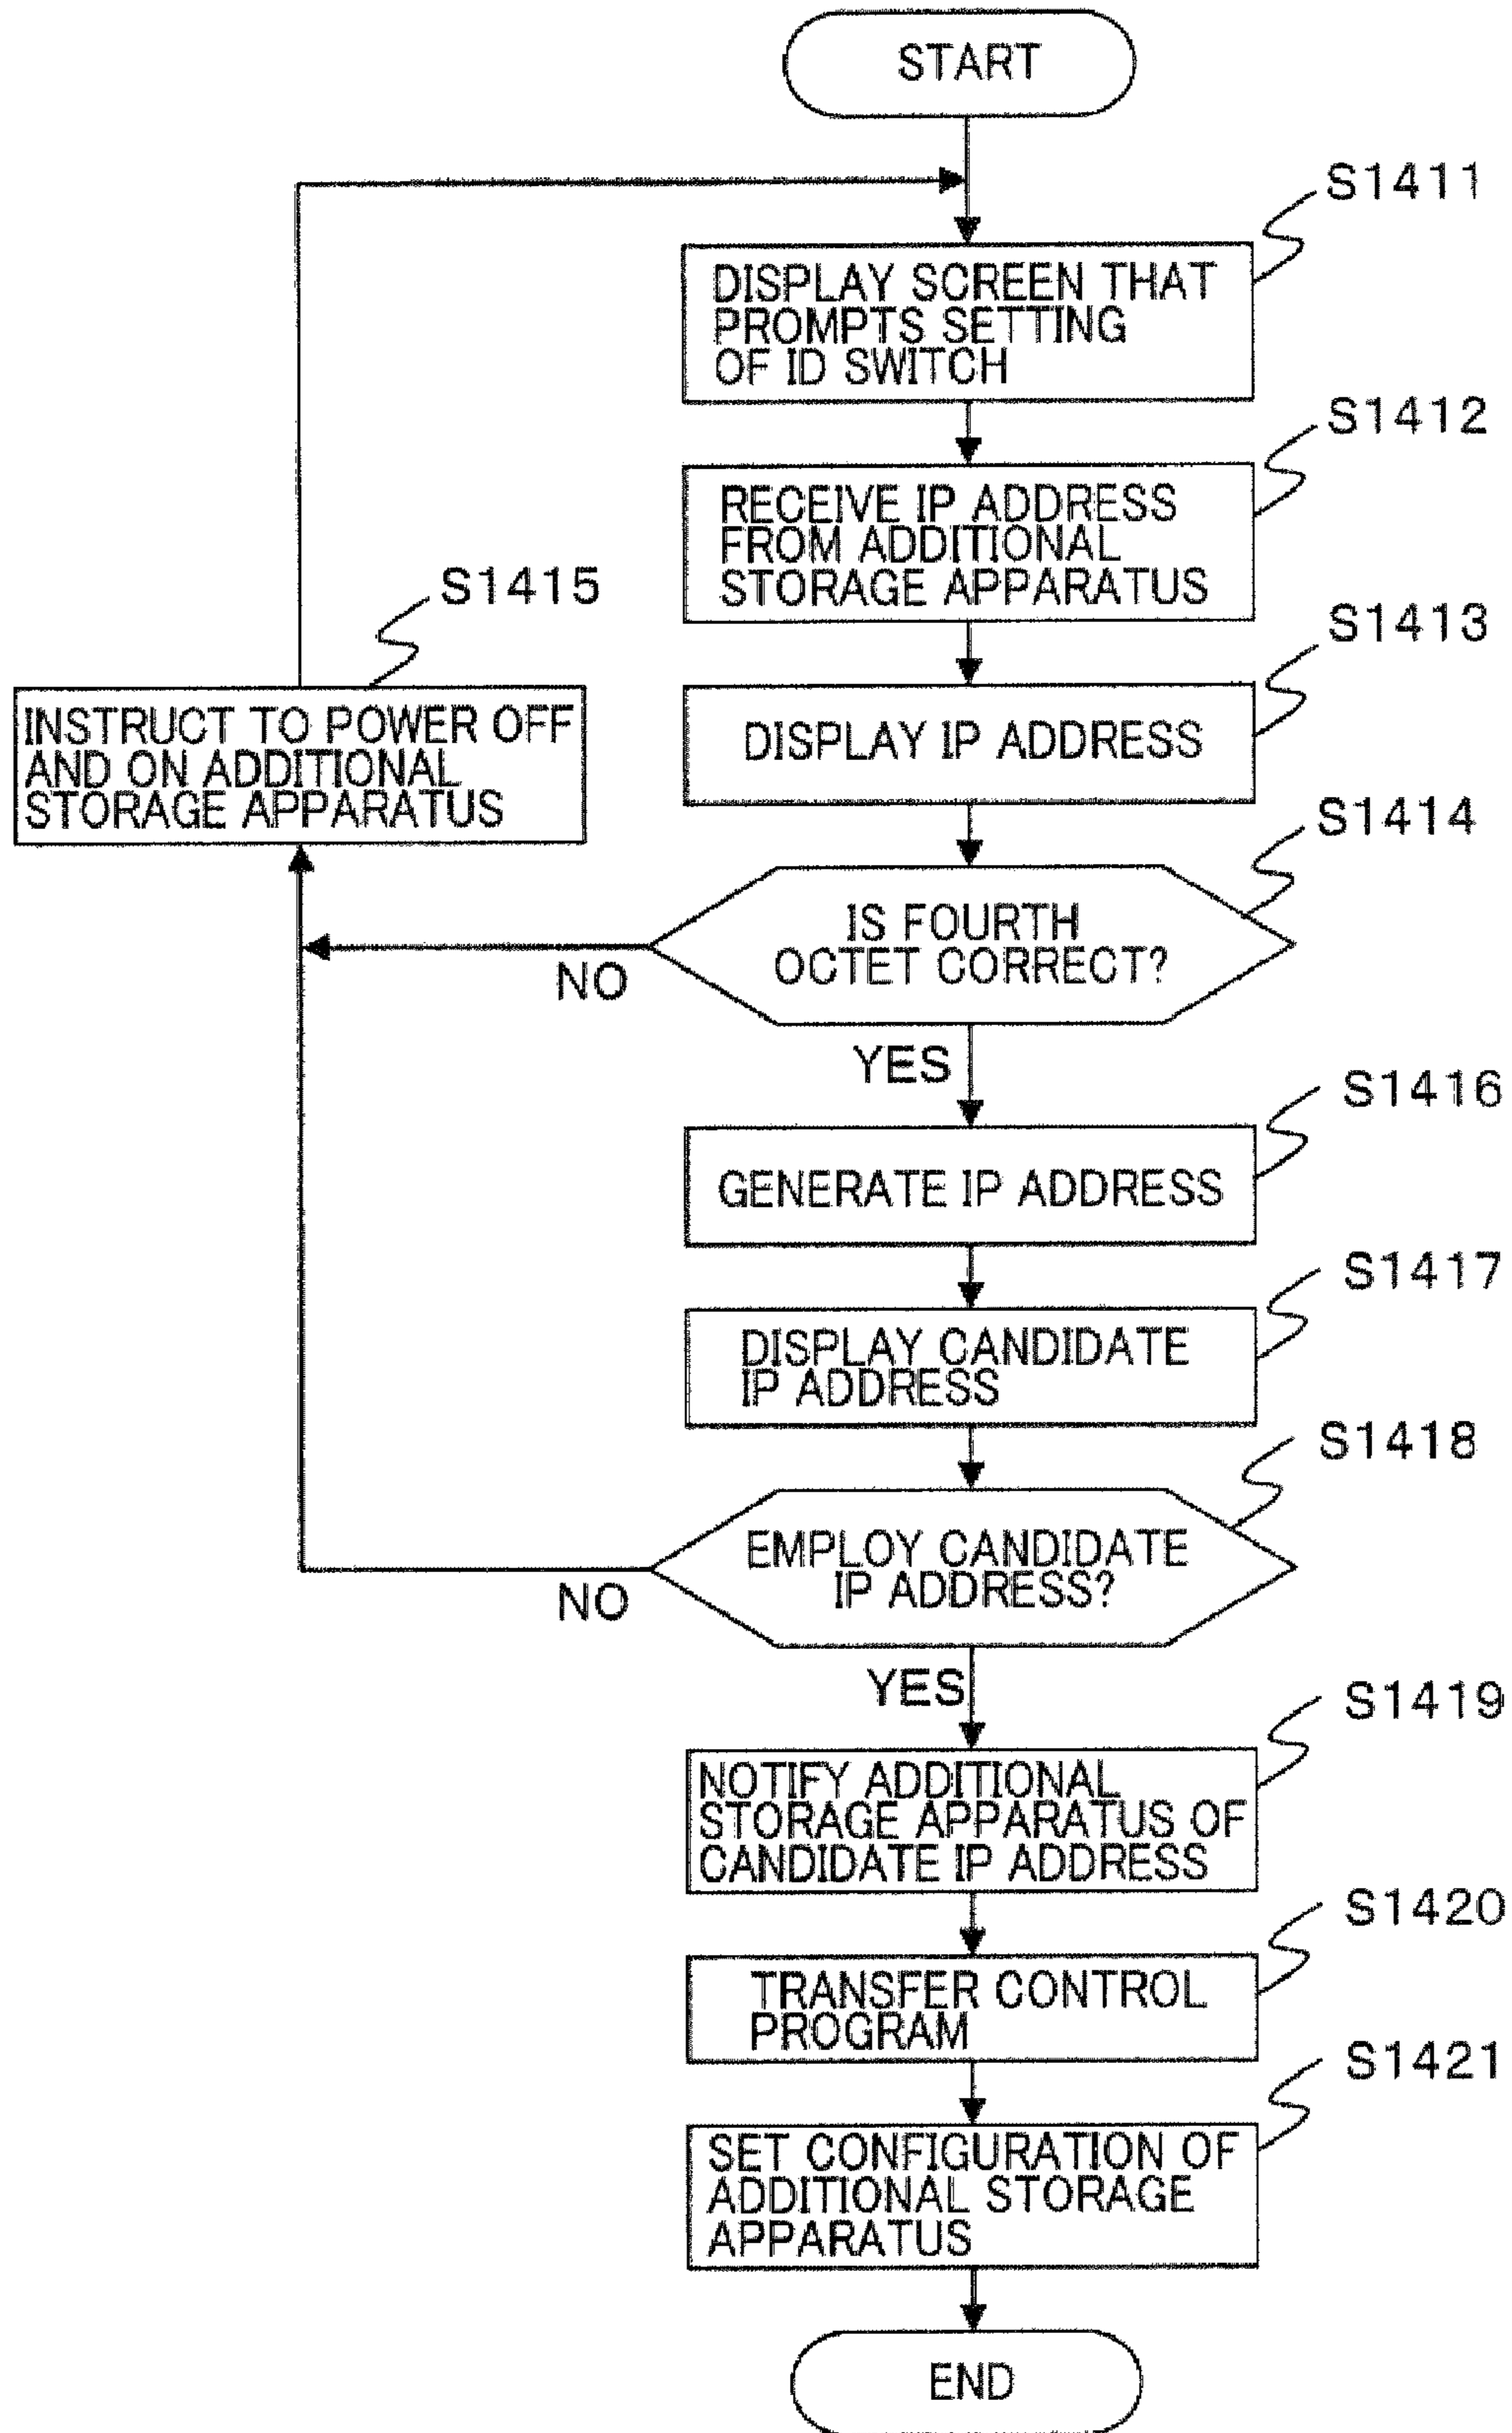 START
S1411
DISPLAY SCREEN THAT
PROMPTS SETTING
OF ID SWITCH
S1412
RECEIVE IP ADDRESS
FROM ADDITIONAL
STORAGE APPARATUS
S1415
INSTRUCT TO POWER OFF
AND ON ADDITIONAL
STORAGE APPARATUS
S1413
DISPLAY IP ADDRESS
S1414
IS FOURTH
OCTET CORRECT?
NO
YES
S1416
GENERATE IP ADDRESS
S1417
DISPLAY CANDIDATE
IP ADDRESS
S1418
EMPLOY CANDIDATE
IP ADDRESS?
NO
YES
S1419
NOTIFY ADDITIONAL
STORAGE APPARATUS OF
CANDIDATE IP ADDRESS
S1420
TRANSFER CONTROL
PROGRAM
S1421
SET CONFIGURATION OF
ADDITIONAL STORAGE
APPARATUS
END